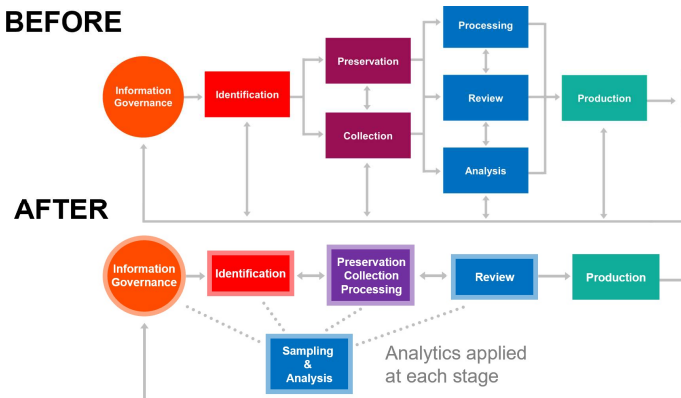 BEFORE
Information
Governance
Identification
Preservation
Collection
Processing
Review
Analysis
Production
AFTER
Information
Governance
Identification
Preservation
Collection
Processing
Review
Production
Sampling
&
Analysis
Analytics applied
at each stage